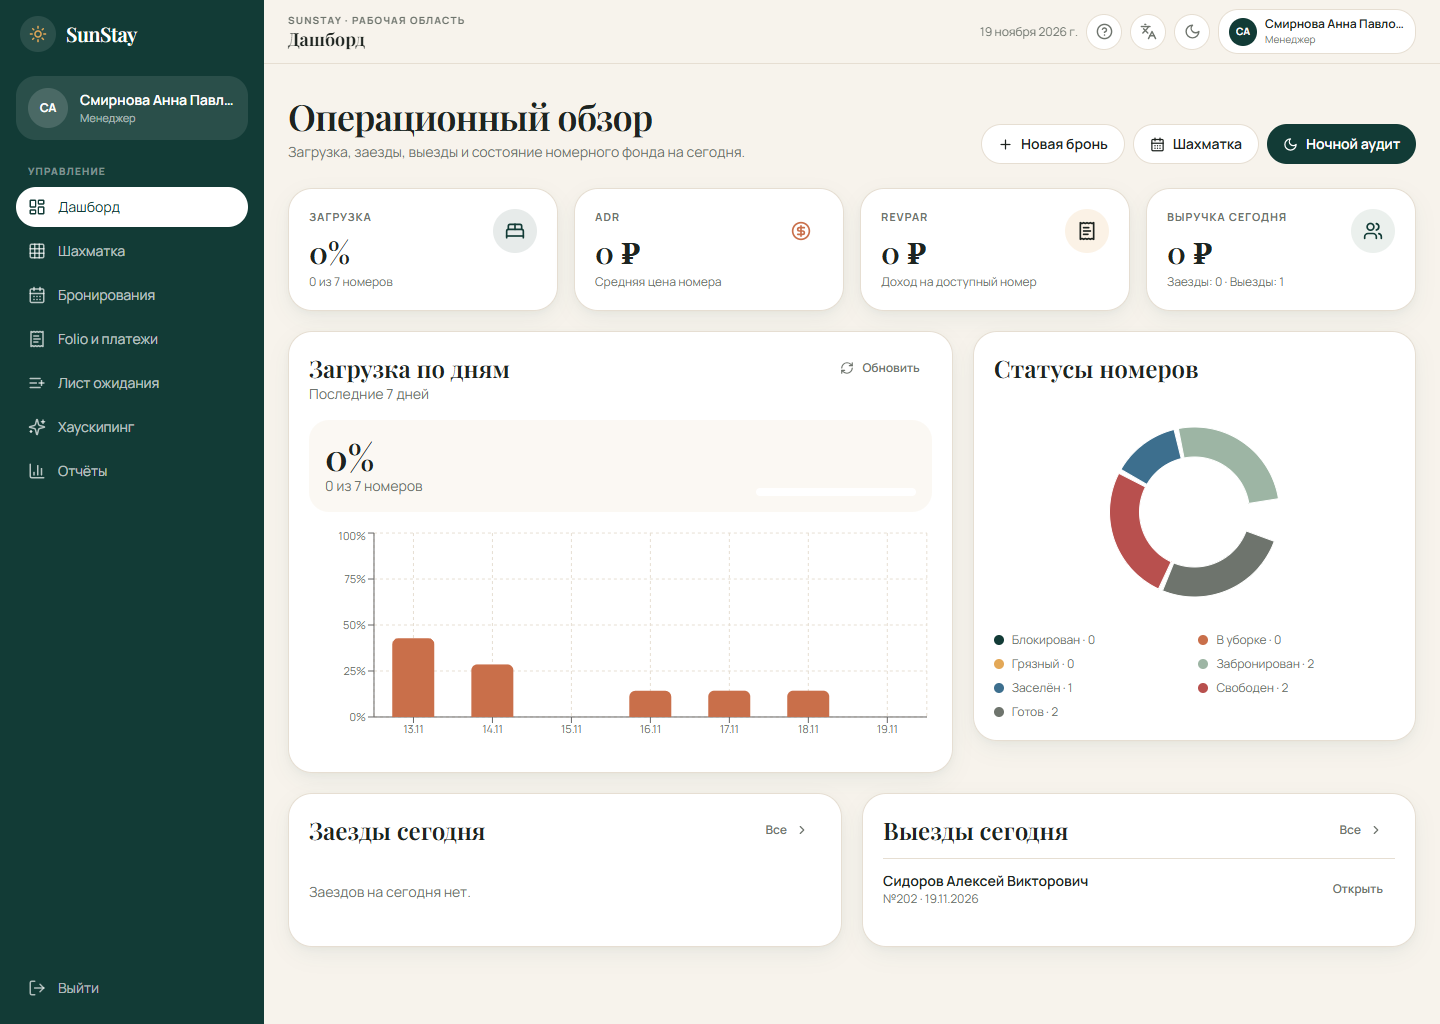 SunStay
СА
Смирнова Анна Павл...
Менеджер
УПРАВЛЕНИЕ
Дашборд
Шахматка
Бронирования
Folio и платежи
Лист ожидания
Хаускипинг
Отчёты
Выйти
SUNSTAY · РАБОЧАЯ ОБЛАСТЬ
Дашборд
19 ноября 2026 г.
СА
Смирнова Анна Павло...
Менеджер
Операционный обзор
Загрузка, заезды, выезды и состояние номерного фонда на сегодня.
Новая бронь
Шахматка
Ночной аудит
ЗАГРУЗКА
0%
0 из 7 номеров
ADR
0 ₽
Средняя цена номера
REVPAR
0 ₽
Доход на доступный номер
ВЫРУЧКА СЕГОДНЯ
0 ₽
Заезды: 0 · Выезды: 1
Загрузка по дням
Последние 7 дней
Обновить
0%
0 из 7 номеров
100%
75%
50%
25%
0%
13.11 14.11 15.11 16.11 17.11 18.11 19.11
Статусы номеров
Блокирован · 0
В уборке · 0
Грязный · 0
Забронирован · 2
Заселён · 1
Свободен · 2
Готов · 2
Заезды сегодня
Все
Заездов на сегодня нет.
Выезды сегодня
Все
Сидоров Алексей Викторович
№202 · 19.11.2026
Открыть